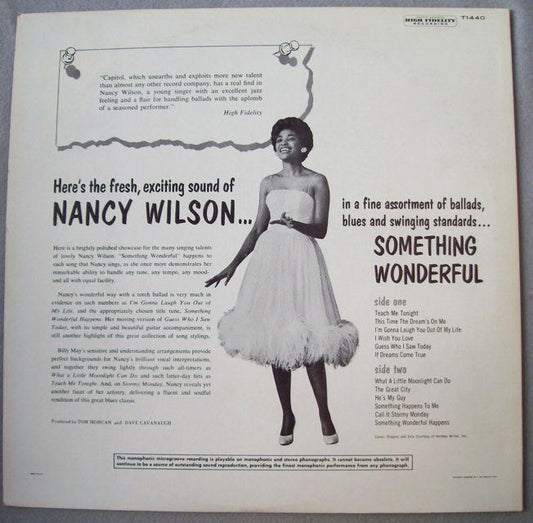 HIGH FIDELITY
RECORDING
T1440
"Capitol, which unearths and exploits more new talent
than almost any other record company, has a real find in
Nancy Wilson, a young singer with an excellent jazz
feeling and a flair for handling ballads with the aplomb
of a seasoned performer."
High Fidelity
Here's the fresh, exciting sound of
NANCY WILSON...
in a fine assortment of ballads,
blues and swinging standards...
SOMETHING
WONDERFUL
Here is a brightly polished showcase for the many singing talents
of lovely Nancy Wilson. "Something Wonderful" happens to
each song that Nancy sings, as she once more demonstrates her
remarkable ability to handle any tune, any tempo, any mood-
and all with equal facility.
Nancy's wonderful way with a torch ballad is very much in
evidence on such numbers as I'm Gonna Laugh You Out Of
My Life, and the appropriately chosen title tune, Something
Wonderful Happens. Her moving version of Guess Who I Saw
Today, with its simple and beautiful guitar accompaniment, is still
another highlight of this great collection of song stylings.
Billy May's sensitive and understanding arrangements provide
perfect backgrounds for Nancy's brilliant vocal interpretations,
and together they swing lightly through such all-timers as
What a Little Moonlight Can Do and such latter-day hits as
Teach Me Tonight. And, on Stormy Monday, Nancy reveals yet
another facet of her artistry, delivering a fluent and soulful
rendition of this great blues classic.
Produced by TOM MORGAN and DAVE CAVANAUGH
side one
Teach Me Tonight
This Time The Dream's On Me
I'm Gonna Laugh You Out Of My Life
I Wish You Love
Guess Who I Saw Today
If Dreams Come True
side two
What A Little Moonlight Can Do
The Great City
He's My Guy
Something Happens To Me
Call It Stormy Monday
Something Wonderful Happens
This monophonic microgroove recording is playable on monophonic and stereo phonographs. It cannot become obsolete. It will
continue to be a source of outstanding sound reproduction, providing the finest monophonic performance from any phonograph.